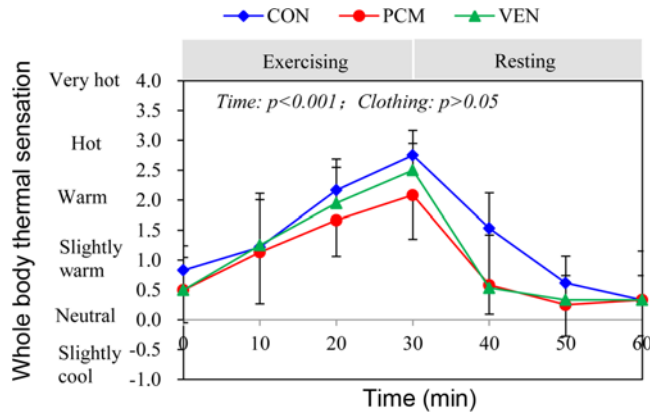 CON PCM VEN
Exercising Resting
Whole body thermal sensation
Very hot
Hot
Warm
Slightly
warm
Neutral
Slightly
cool
4.0
3.5
3.0
2.5
2.0
1.5
1.0
0.5
0.0
-0.5
-1.0
Time: p<0.001; Clothing: p>0.05
0 10 20 30 40 50 60
Time (min)